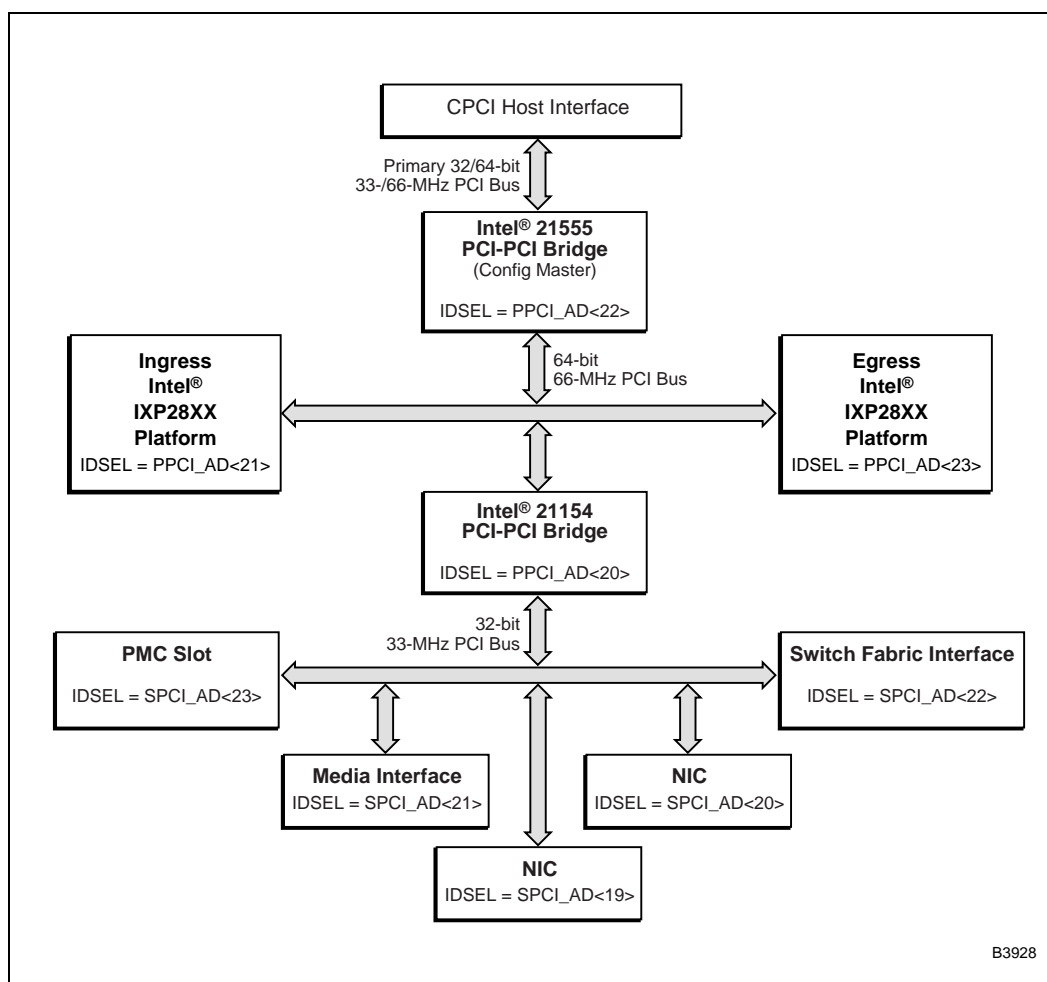 CPCI Host Interface
Primary 32/64-bit
33-/66-MHz PCI Bus
Intel® 21555
PCI-PCI Bridge
(Config Master)
IDSEL = PPCI_AD<22>
Ingress
Intel®
IXP28XX
Platform
IDSEL = PPCI_AD<21>
64-bit
66-MHz PCI Bus
Egress
Intel®
IXP28XX
Platform
IDSEL = PPCI_AD<23>
Intel® 21154
PCI-PCI Bridge
IDSEL = PPCI_AD<20>
32-bit
33-MHz PCI Bus
PMC Slot
IDSEL = SPCI_AD<23>
Switch Fabric Interface
IDSEL = SPCI_AD<22>
Media Interface
IDSEL = SPCI_AD<21>
NIC
IDSEL = SPCI_AD<20>
NIC
IDSEL = SPCI_AD<19>
B3928